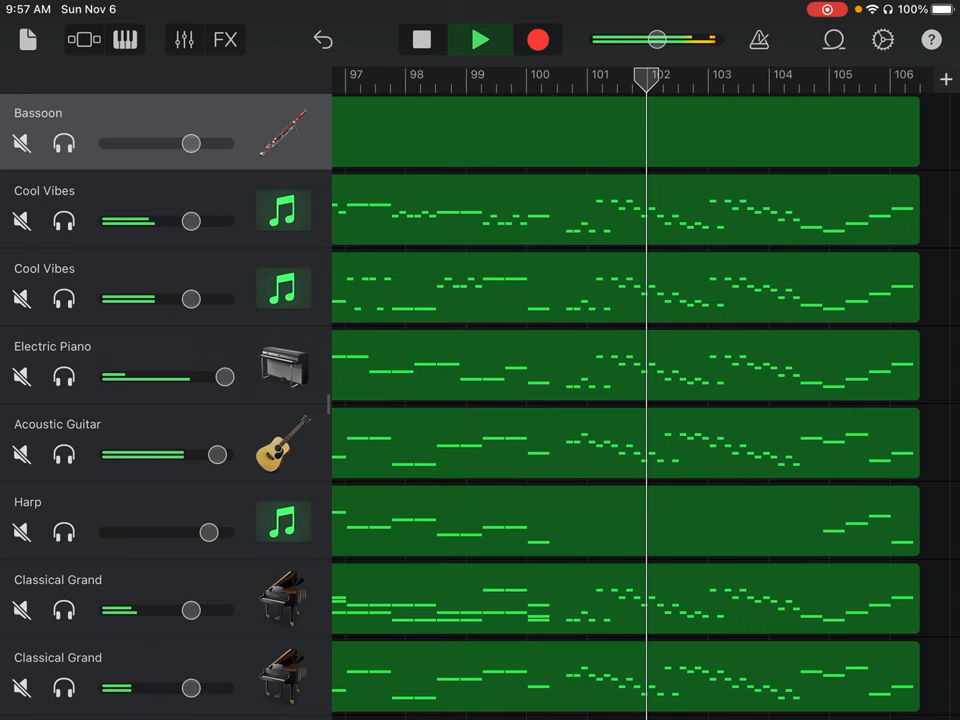 9:57 AM Sun Nov 6
100%
FX
?
97 98 99 100 101 102 103 104 105 106 +
Bassoon
Cool Vibes
Cool Vibes
Electric Piano
Acoustic Guitar
Harp
Classical Grand
Classical Grand